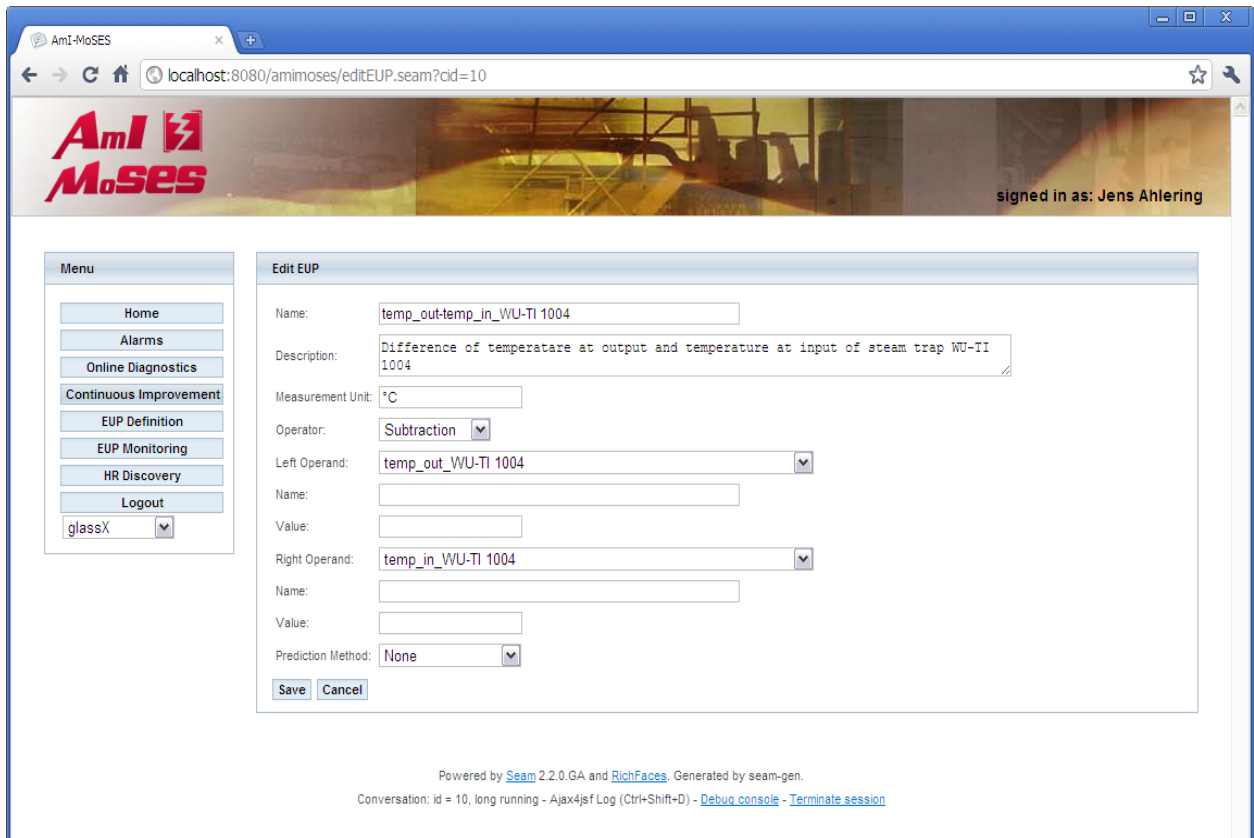 AmI-MoSES
localhost:8080/amimoses/editEUP.seam?cid=10
AmI
MoSES
signed in as: Jens Ahlering
Menu
Home
Alarms
Online Diagnostics
Continuous Improvement
EUP Definition
EUP Monitoring
HR Discovery
Logout
glassX
Edit EUP
Name: temp_out-temp_in_WU-TI 1004
Description: Difference of temperatare at output and temperature at input of steam trap WU-TI
1004
Measurement Unit: °C
Operator: Subtraction
Left Operand: temp_out_WU-TI 1004
Name:
Value:
Right Operand: temp_in_WU-TI 1004
Name:
Value:
Prediction Method: None
Save Cancel
Powered by Seam 2.2.0.GA and RichFaces. Generated by seam-gen.
Conversation: id = 10, long running - Ajax4jsf Log (Ctrl+Shift+D) - Debug console - Terminate session